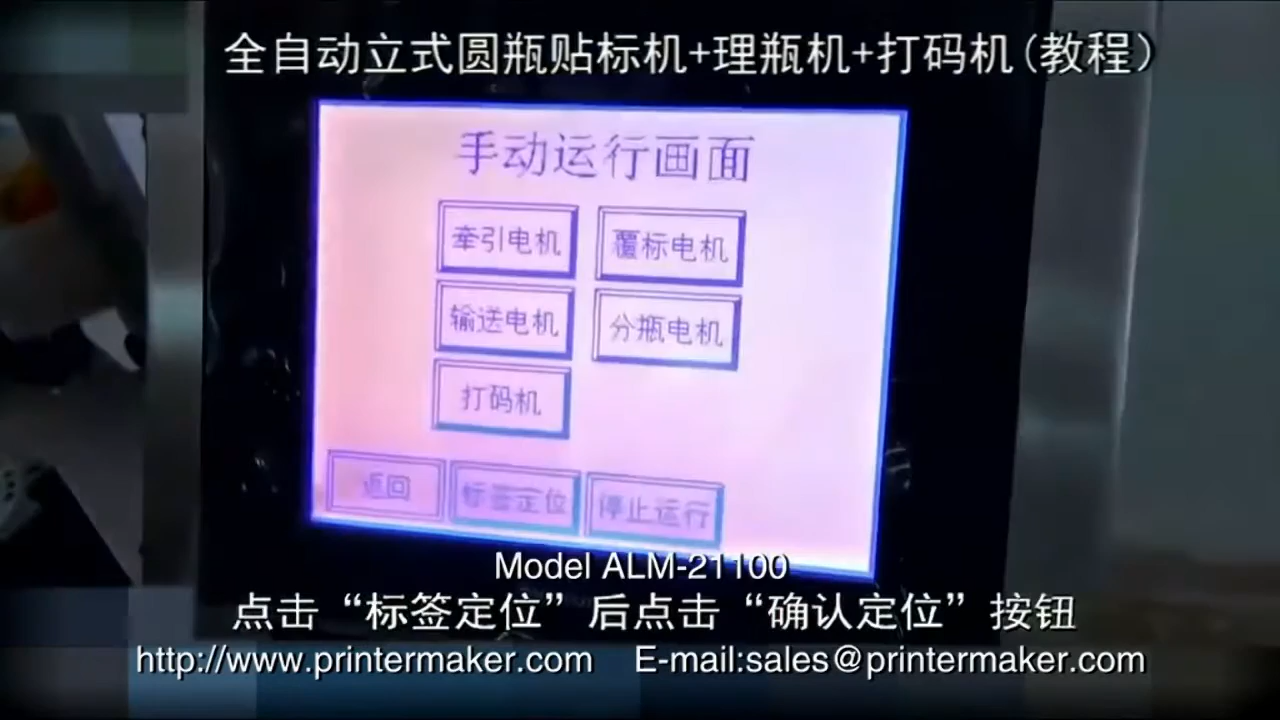 全自动立式圆瓶贴标机+理瓶机+打码机(教程)
手动运行画面
牵引电机 覆标电机
输送电机 分瓶电机
打码机
返回 标签定位 停止运行
Model ALM-21100
点击“标签定位”后点击“确认定位”按钮
http://www.printermaker.com E-mail:sales@printermaker.com